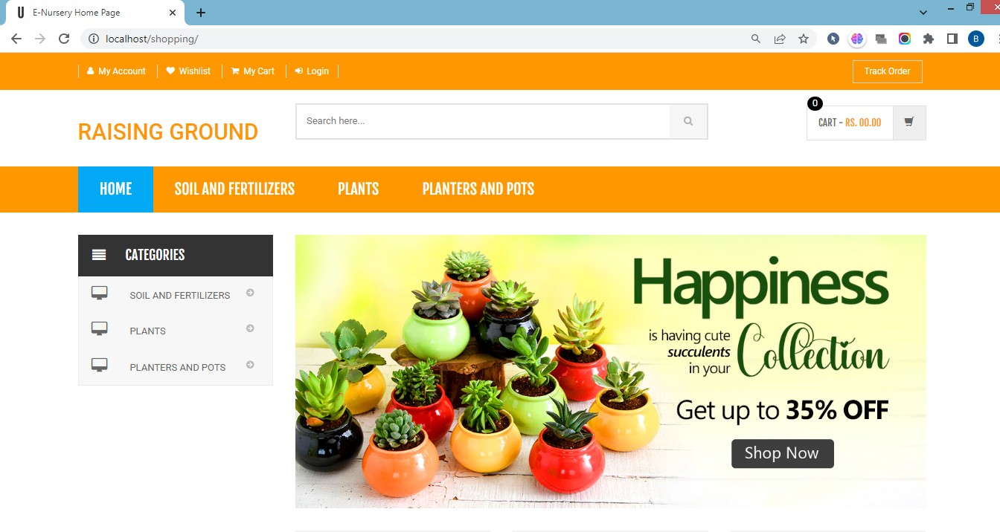 E-Nursery Home Page
localhost/shopping/
B
My Account Wishlist My Cart Login Track Order
RAISING GROUND
Search here...
0
CART - RS. 00.00
HOME SOIL AND FERTILIZERS PLANTS PLANTERS AND POTS
CATEGORIES
SOIL AND FERTILIZERS
PLANTS
PLANTERS AND POTS
Happiness
is having cute
succulents
in your
Collection
Get up to 35% OFF
Shop Now